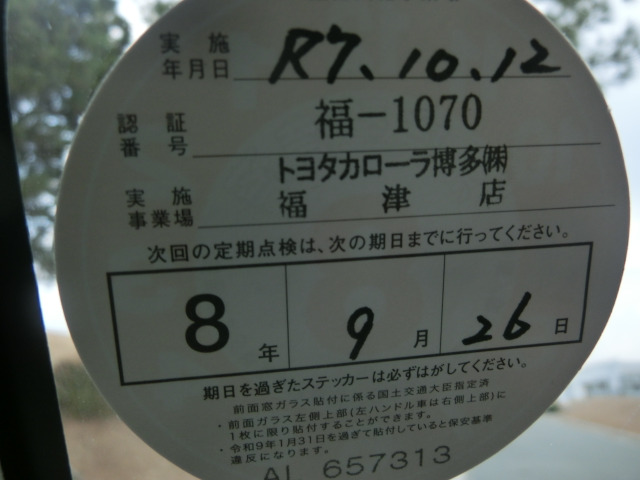 実施
年月日 R7.10.12
認証
番号 福-1070
実施
事業場 トヨタカローラ博多㈱
福津店
次回の定期点検は、次の期日までに行ってください。
8年 9月 26日
期日を過ぎたステッカーは必ずはがしてください。
前面窓ガラス貼付に係る国土交通大臣指定済
・前面ガラス左側上部(左ハンドル車は右側上部)に
1枚に限り貼付することができます。
・令和9年1月31日を過ぎて貼付していると保安基準
違反になります。
AI 657313